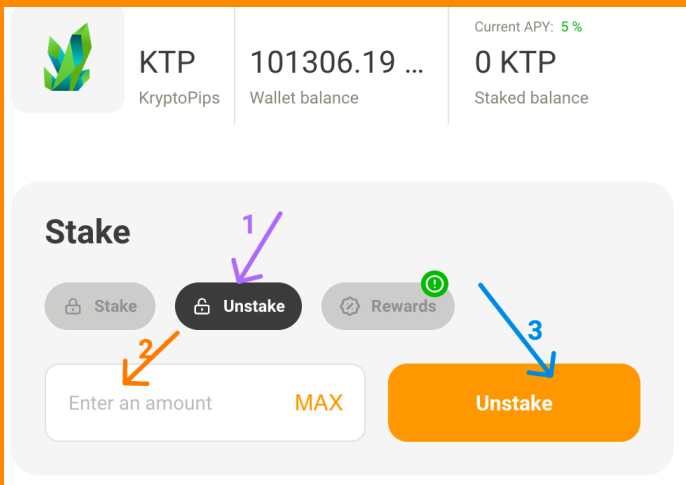 Current APY: 5 %
KTP
101306.19 ...
0 KTP
KryptoPips
Wallet balance
Staked balance
Stake
1
Stake
Unstake
Rewards
2
3
Enter an amount
MAX
Unstake